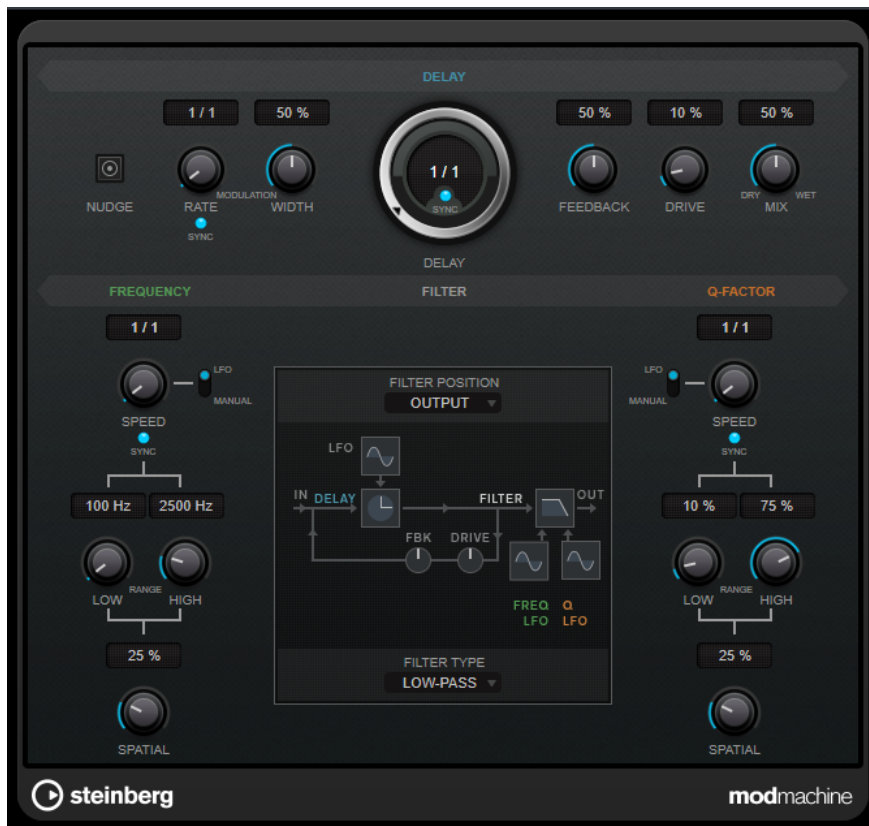 DELAY
1 / 1
50 %
50 %
10 %
50 %
1 / 1
SYNC
NUDGE
RATE
MODULATION
WIDTH
FEEDBACK
DRIVE
DRY
MIX
WET
SYNC
DELAY
FREQUENCY
FILTER
Q-FACTOR
1 / 1
1 / 1
LFO
MANUAL
SPEED
SYNC
LFO
MANUAL
SPEED
SYNC
FILTER POSITION
OUTPUT
LFO
IN
DELAY
FILTER
OUT
FBK
DRIVE
FREQ
LFO
Q
LFO
FILTER TYPE
LOW-PASS
100 Hz
2500 Hz
LOW
RANGE
HIGH
25 %
SPATIAL
10 %
75 %
LOW
RANGE
HIGH
25 %
SPATIAL
steinberg
modmachine